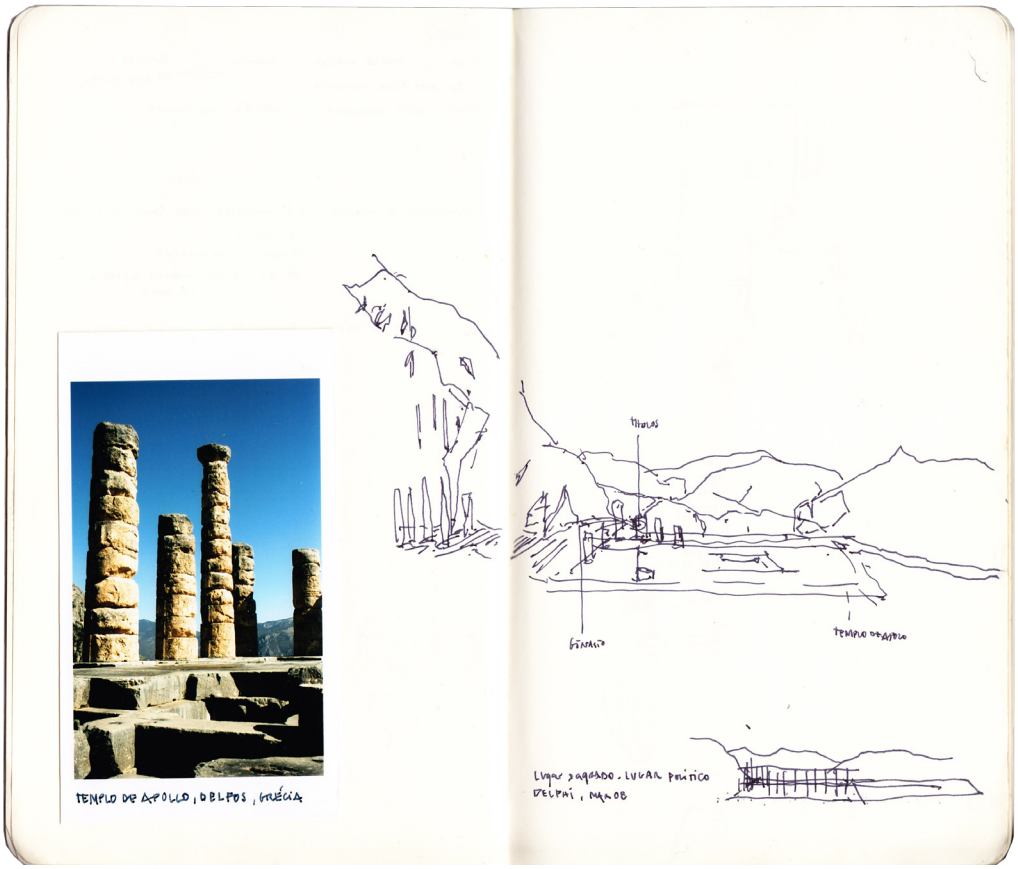 TEMPLO DE APOLLO, DELFOS, GRÉCIA
THOLOS
GINÁSIO
TEMPLO DE APOLO
LUGAR SAGRADO. LUGAR POLÍTICO
DELPHI,